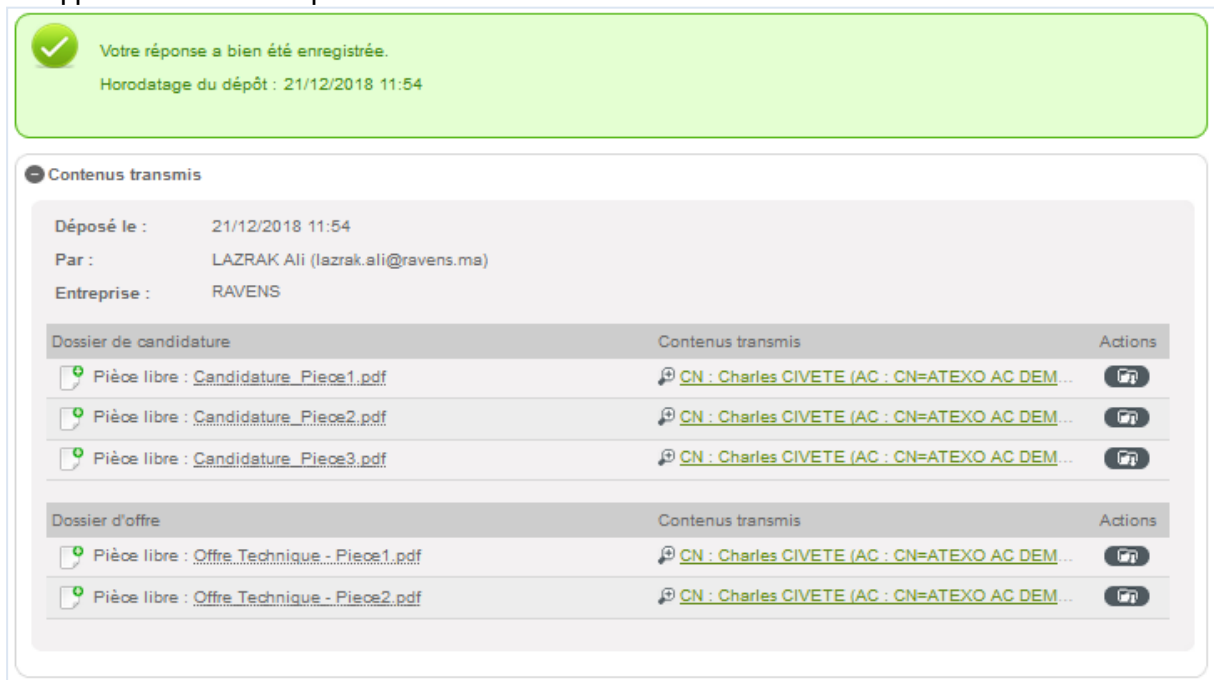 Votre réponse a bien été enregistrée.
Horodatage du dépôt : 21/12/2018 11:54
Contenus transmis
Déposé le : 21/12/2018 11:54
Par : LAZRAK Ali (lazrak.ali@ravens.ma)
Entreprise : RAVENS
Dossier de candidature Contenus transmis Actions
Pièce libre : Candidature_Piece1.pdf CN : Charles CIVETE (AC : CN=ATEXO AC DEM...
Pièce libre : Candidature_Piece2.pdf CN : Charles CIVETE (AC : CN=ATEXO AC DEM...
Pièce libre : Candidature_Piece3.pdf CN : Charles CIVETE (AC : CN=ATEXO AC DEM...
Dossier d'offre Contenus transmis Actions
Pièce libre : Offre Technique - Piece1.pdf CN : Charles CIVETE (AC : CN=ATEXO AC DEM...
Pièce libre : Offre Technique - Piece2.pdf CN : Charles CIVETE (AC : CN=ATEXO AC DEM...